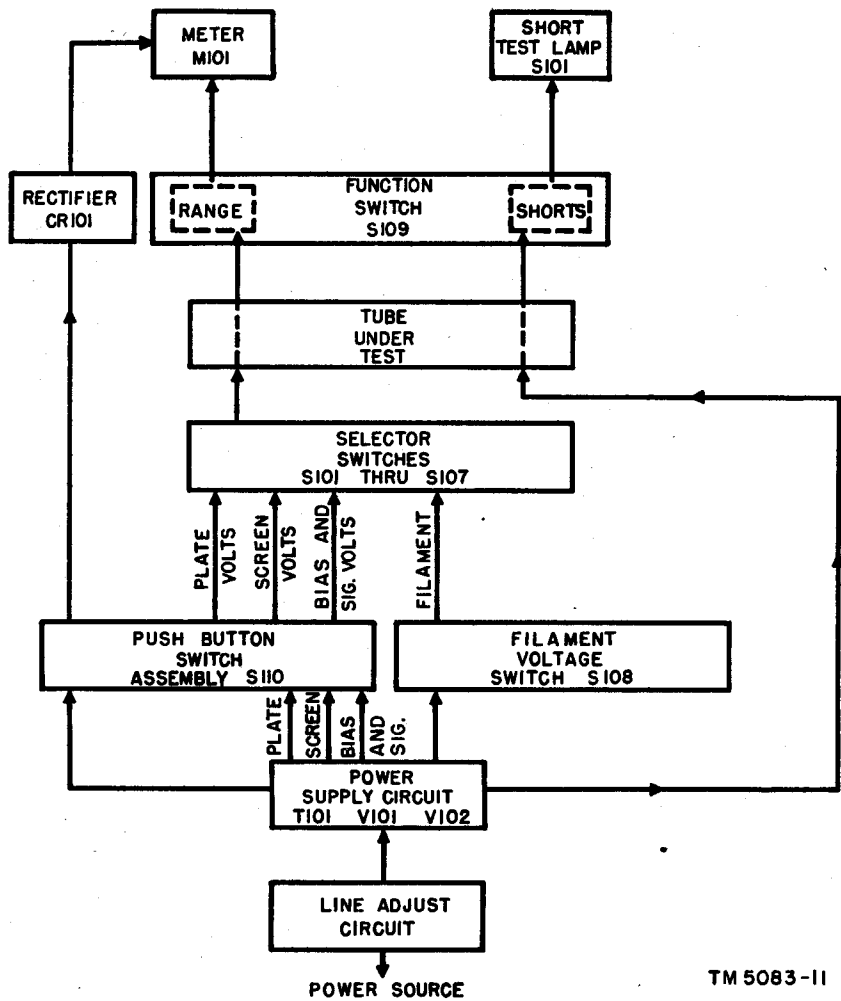 METER
M101
SHORT
TEST LAMP
S101
RECTIFIER
CR101
FUNCTION
SWITCH
S109
RANGE
SHORTS
TUBE
UNDER
TEST
SELECTOR
SWITCHES
S101 THRU S107
PLATE
VOLTS
SCREEN
VOLTS
BIAS AND
SIG. VOLTS
FILAMENT
PUSH BUTTON
SWITCH
ASSEMBLY S110
FILAMENT
VOLTAGE
SWITCH S108
PLATE
SCREEN
BIAS
AND
SIG.
POWER
SUPPLY CIRCUIT
T101 V101 V102
LINE ADJUST
CIRCUIT
POWER SOURCE
TM 5083-11